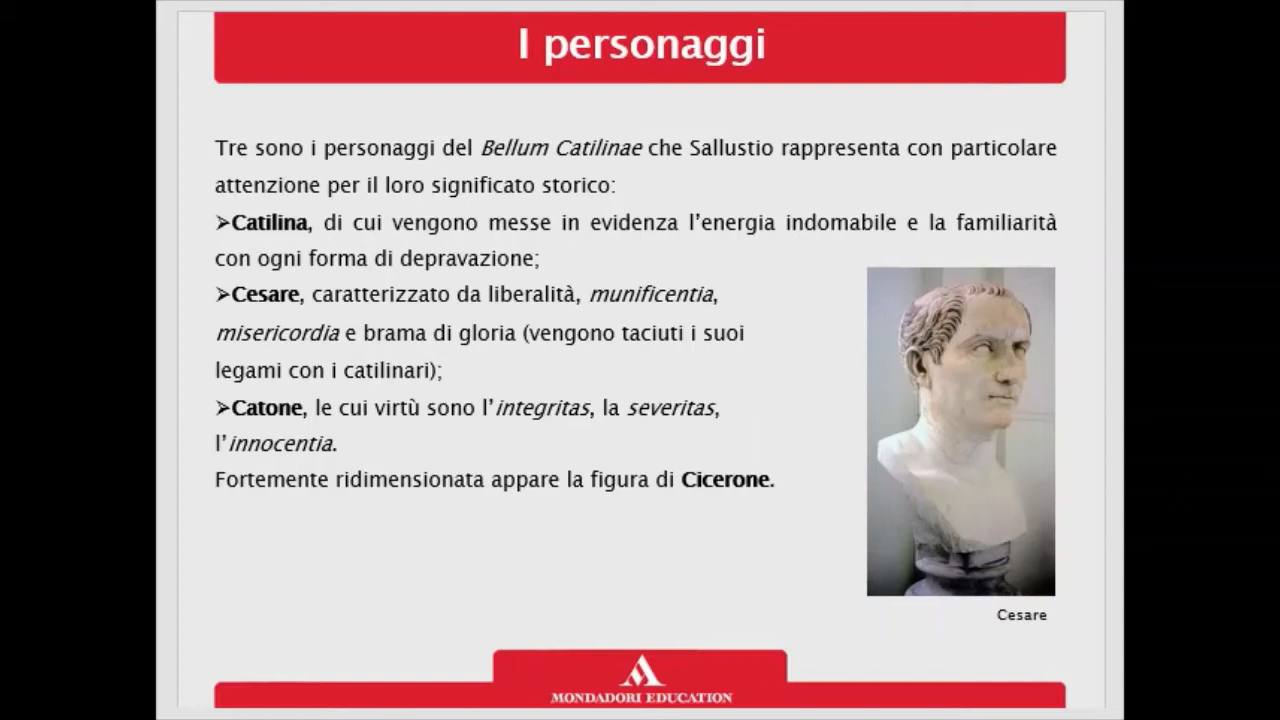 I personaggi
Tre sono i personaggi del Bellum Catilinae che Sallustio rappresenta con particolare
attenzione per il loro significato storico:
➢Catilina, di cui vengono messe in evidenza l’energia indomabile e la familiarità
con ogni forma di depravazione;
➢Cesare, caratterizzato da liberalità, munificentia,
misericordia e brama di gloria (vengono taciuti i suoi
legami con i catilinari);
➢Catone, le cui virtù sono l’integritas, la severitas,
l’innocentia.
Fortemente ridimensionata appare la figura di Cicerone.
Cesare
MONDADORI EDUCATION